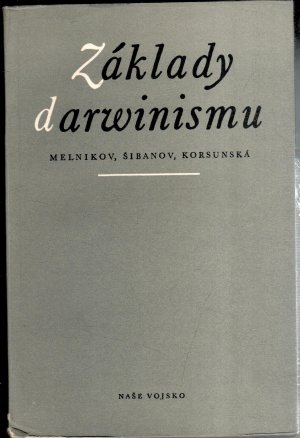 Základy
darwinismu
MELNIKOV, ŠIBANOV, KORSUNSKÁ
NAŠE VOJSKO